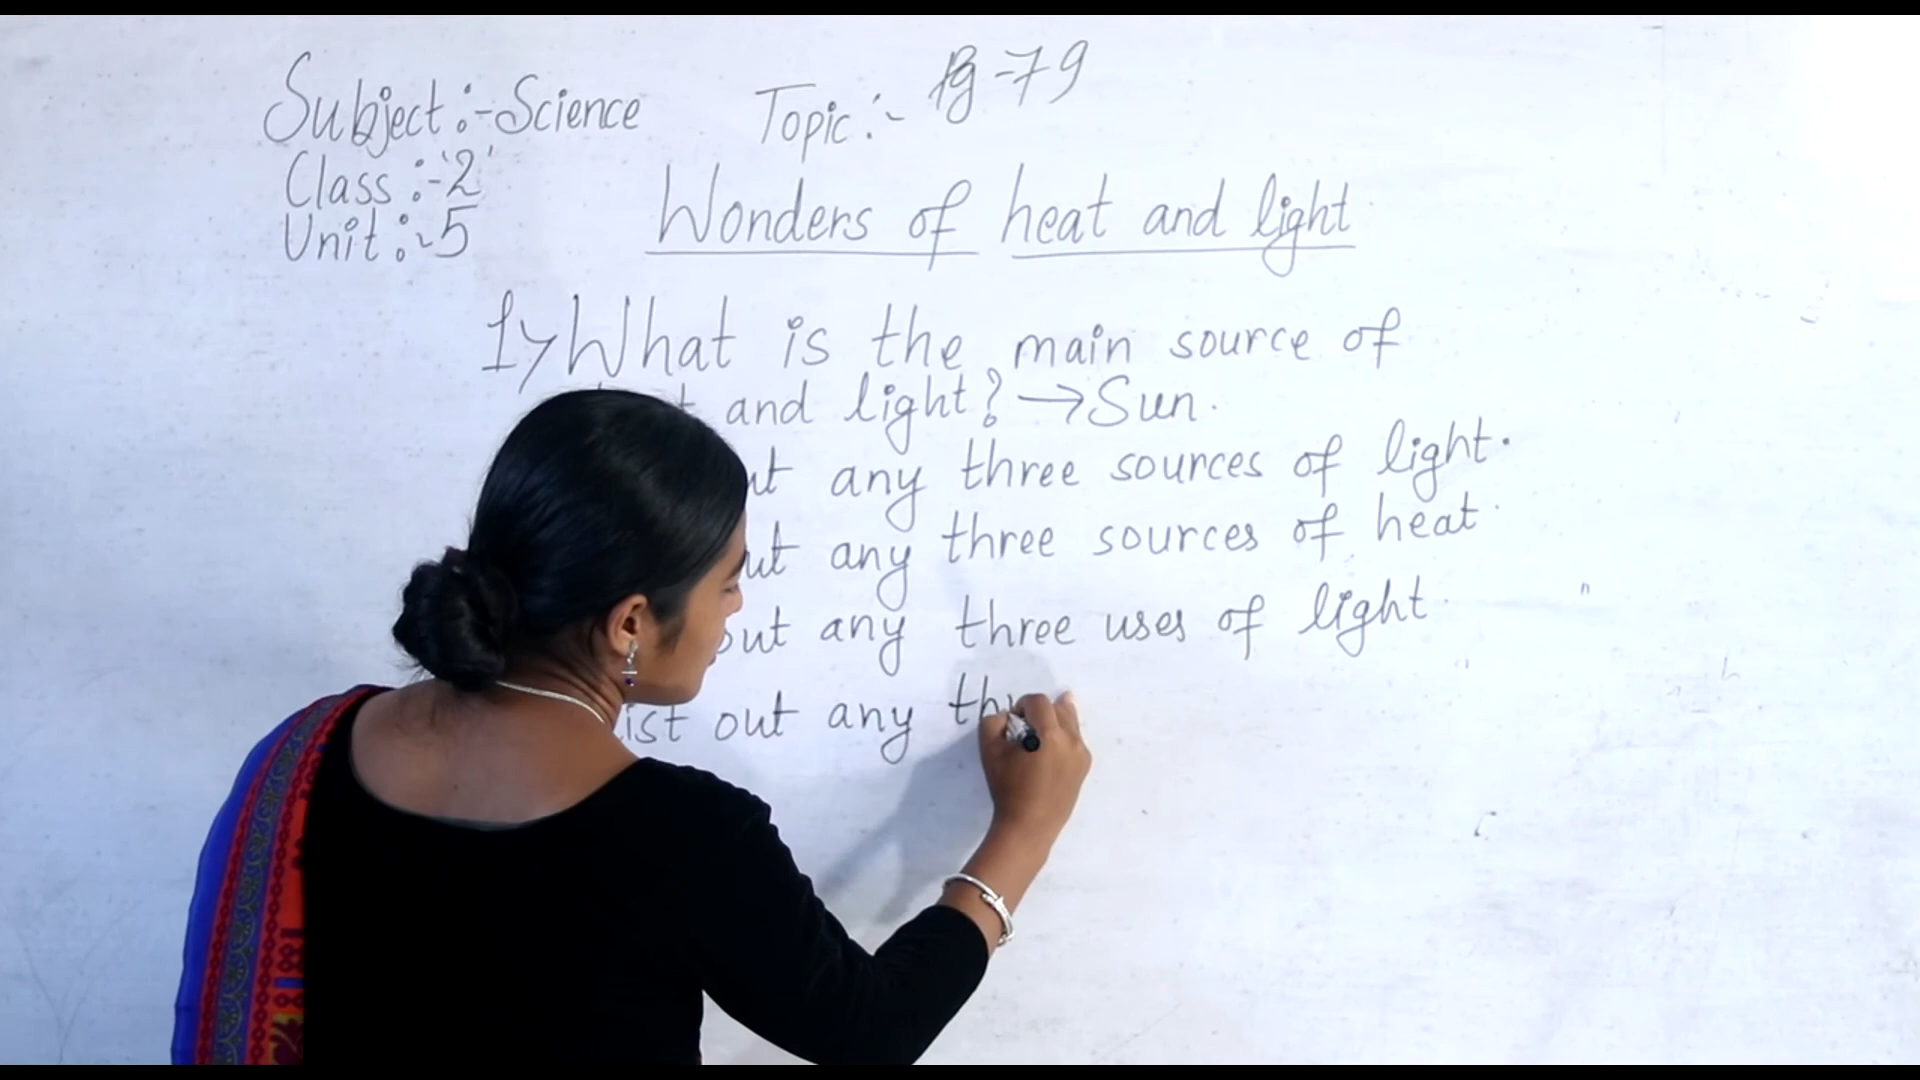 Subject:-Science
Class:-'2'
Unit:-5
Topic:- Pg-79
Wonders of heat and light
1) What is the main source of
and light? → Sun.
any three sources of light.
any three sources of heat.
out any three uses of light.
out any